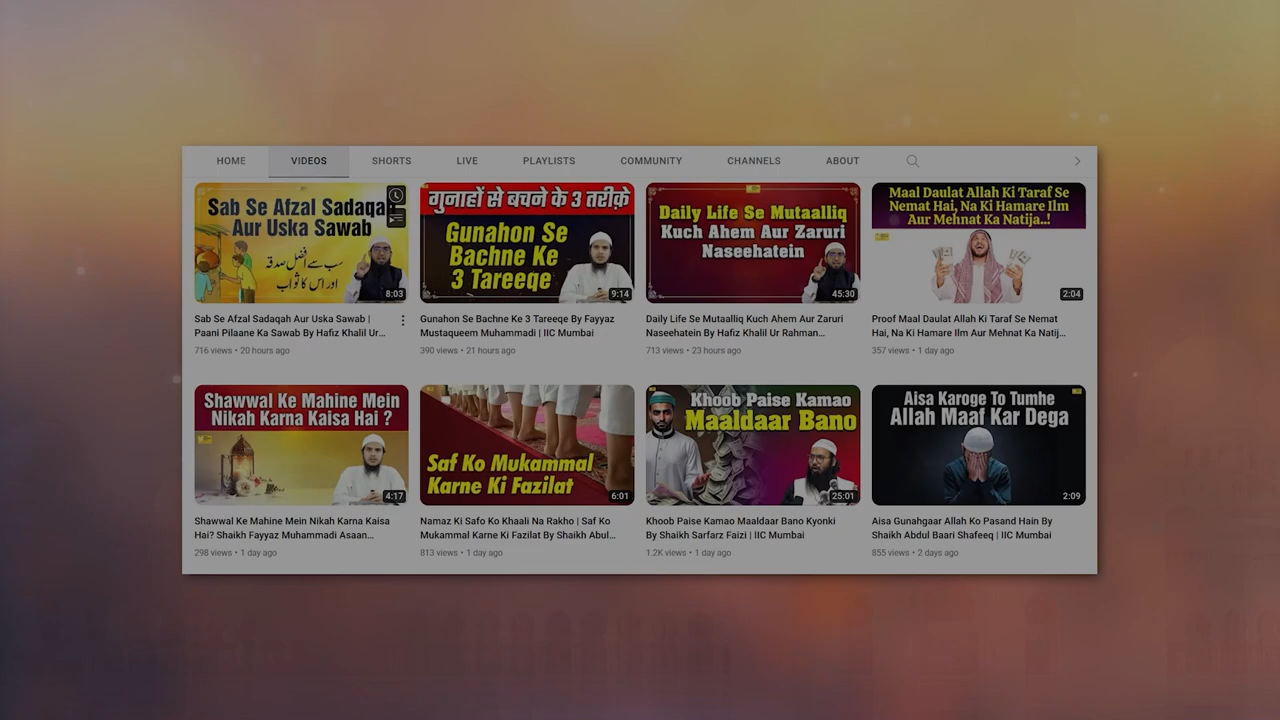 HOME VIDEOS SHORTS LIVE PLAYLISTS COMMUNITY CHANNELS ABOUT
Sab Se Afzal Sadaqa
Aur Uska Sawab
سب سے افضل صدقہ
اور اس کا ثواب
8:03
गुनाहों से बचने के 3 तरीक़े
Gunahon Se
Bachne Ke
3 Tareeqe
9:14
Daily Life Se Mutaalliq
Kuch Ahem Aur Zaruri
Naseehatein
45:30
Maal Daulat Allah Ki Taraf Se
Nemat Hai, Na Ki Hamare Ilm
Aur Mehnat Ka Natija..!
2:04
Sab Se Afzal Sadaqah Aur Uska Sawab |
Paani Pilaane Ka Sawab By Hafiz Khalil Ur...
716 views • 20 hours ago
Gunahon Se Bachne Ke 3 Tareeqe By Fayyaz
Mustaqueem Muhammadi | IIC Mumbai
390 views • 21 hours ago
Daily Life Se Mutaalliq Kuch Ahem Aur Zaruri
Naseehatein By Hafiz Khalil Ur Rahman...
713 views • 23 hours ago
Proof Maal Daulat Allah Ki Taraf Se Nemat
Hai, Na Ki Hamare Ilm Aur Mehnat Ka Natij...
357 views • 1 day ago
Shawwal Ke Mahine Mein
Nikah Karna Kaisa Hai ?
4:17
Saf Ko Mukammal
Karne Ki Fazilat
6:01
Khoob Paise Kamao
Maaldaar Bano
25:01
Aisa Karoge To Tumhe
Allah Maaf Kar Dega
2:09
Shawwal Ke Mahine Mein Nikah Karna Kaisa
Hai? Shaikh Fayyaz Muhammadi Asaan...
298 views • 1 day ago
Namaz Ki Safo Ko Khaali Na Rakho | Saf Ko
Mukammal Karne Ki Fazilat By Shaikh Abul...
813 views • 1 day ago
Khoob Paise Kamao Maaldaar Bano Kyonki
By Shaikh Sarfarz Faizi | IIC Mumbai
1.2K views • 1 day ago
Aisa Gunahgaar Allah Ko Pasand Hain By
Shaikh Abdul Baari Shafeeq | IIC Mumbai
855 views • 2 days ago